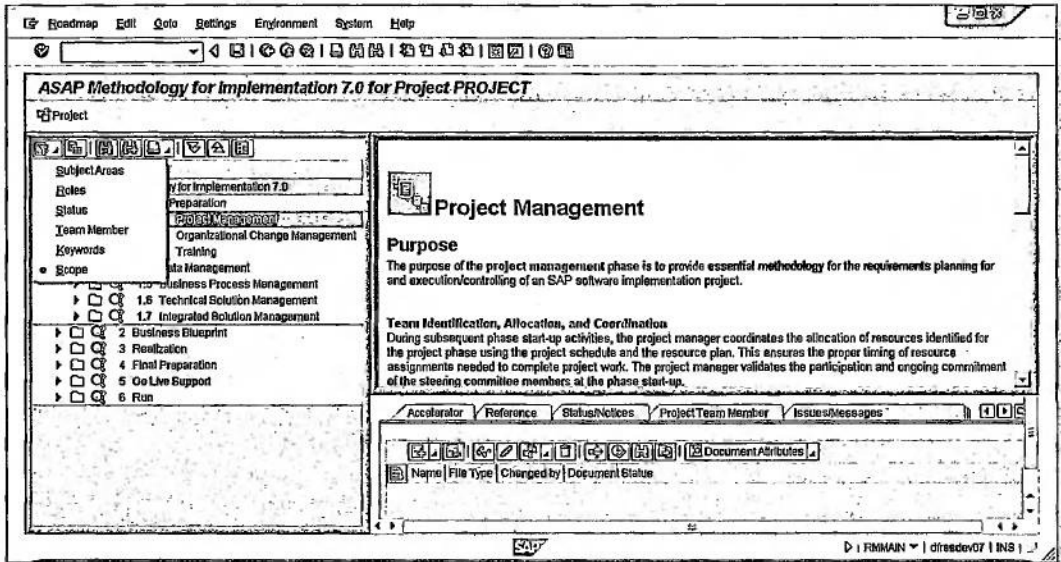 Roadmap Edit Goto Settings Environment System Help
ASAP Methodology for Implementation 7.0 for Project PROJECT
Project
Subject Areas
Roles
Status
Team Member
Keywords
Scope
y for Implementation 7.0
Preparation
Project Management
Organizational Change Management
Training
ata Management
1.5 Business Process Management
1.6 Technical Solution Management
1.7 Integrated Solution Management
2 Business Blueprint
3 Realization
4 Final Preparation
5 Go Live Support
6 Run
Project Management
Purpose
The purpose of the project management phase is to provide essential methodology for the requirements planning for
and execution/controlling of an SAP software implementation project.
Team Identification, Allocation, and Coordination
During subsequent phase start-up activities, the project manager coordinates the allocation of resources identified for
the project phase using the project schedule and the resource plan. This ensures the proper timing of resource
assignments needed to complete project work. The project manager validates the participation and ongoing commitment
of the steering committee members at the phase start-up.
Accelerator Reference Status/Notices Project Team Member Issues/Messages
Document Attributes
Name File Type Changed by Document Status
SAP
RMMAIN dfresdev07 INS